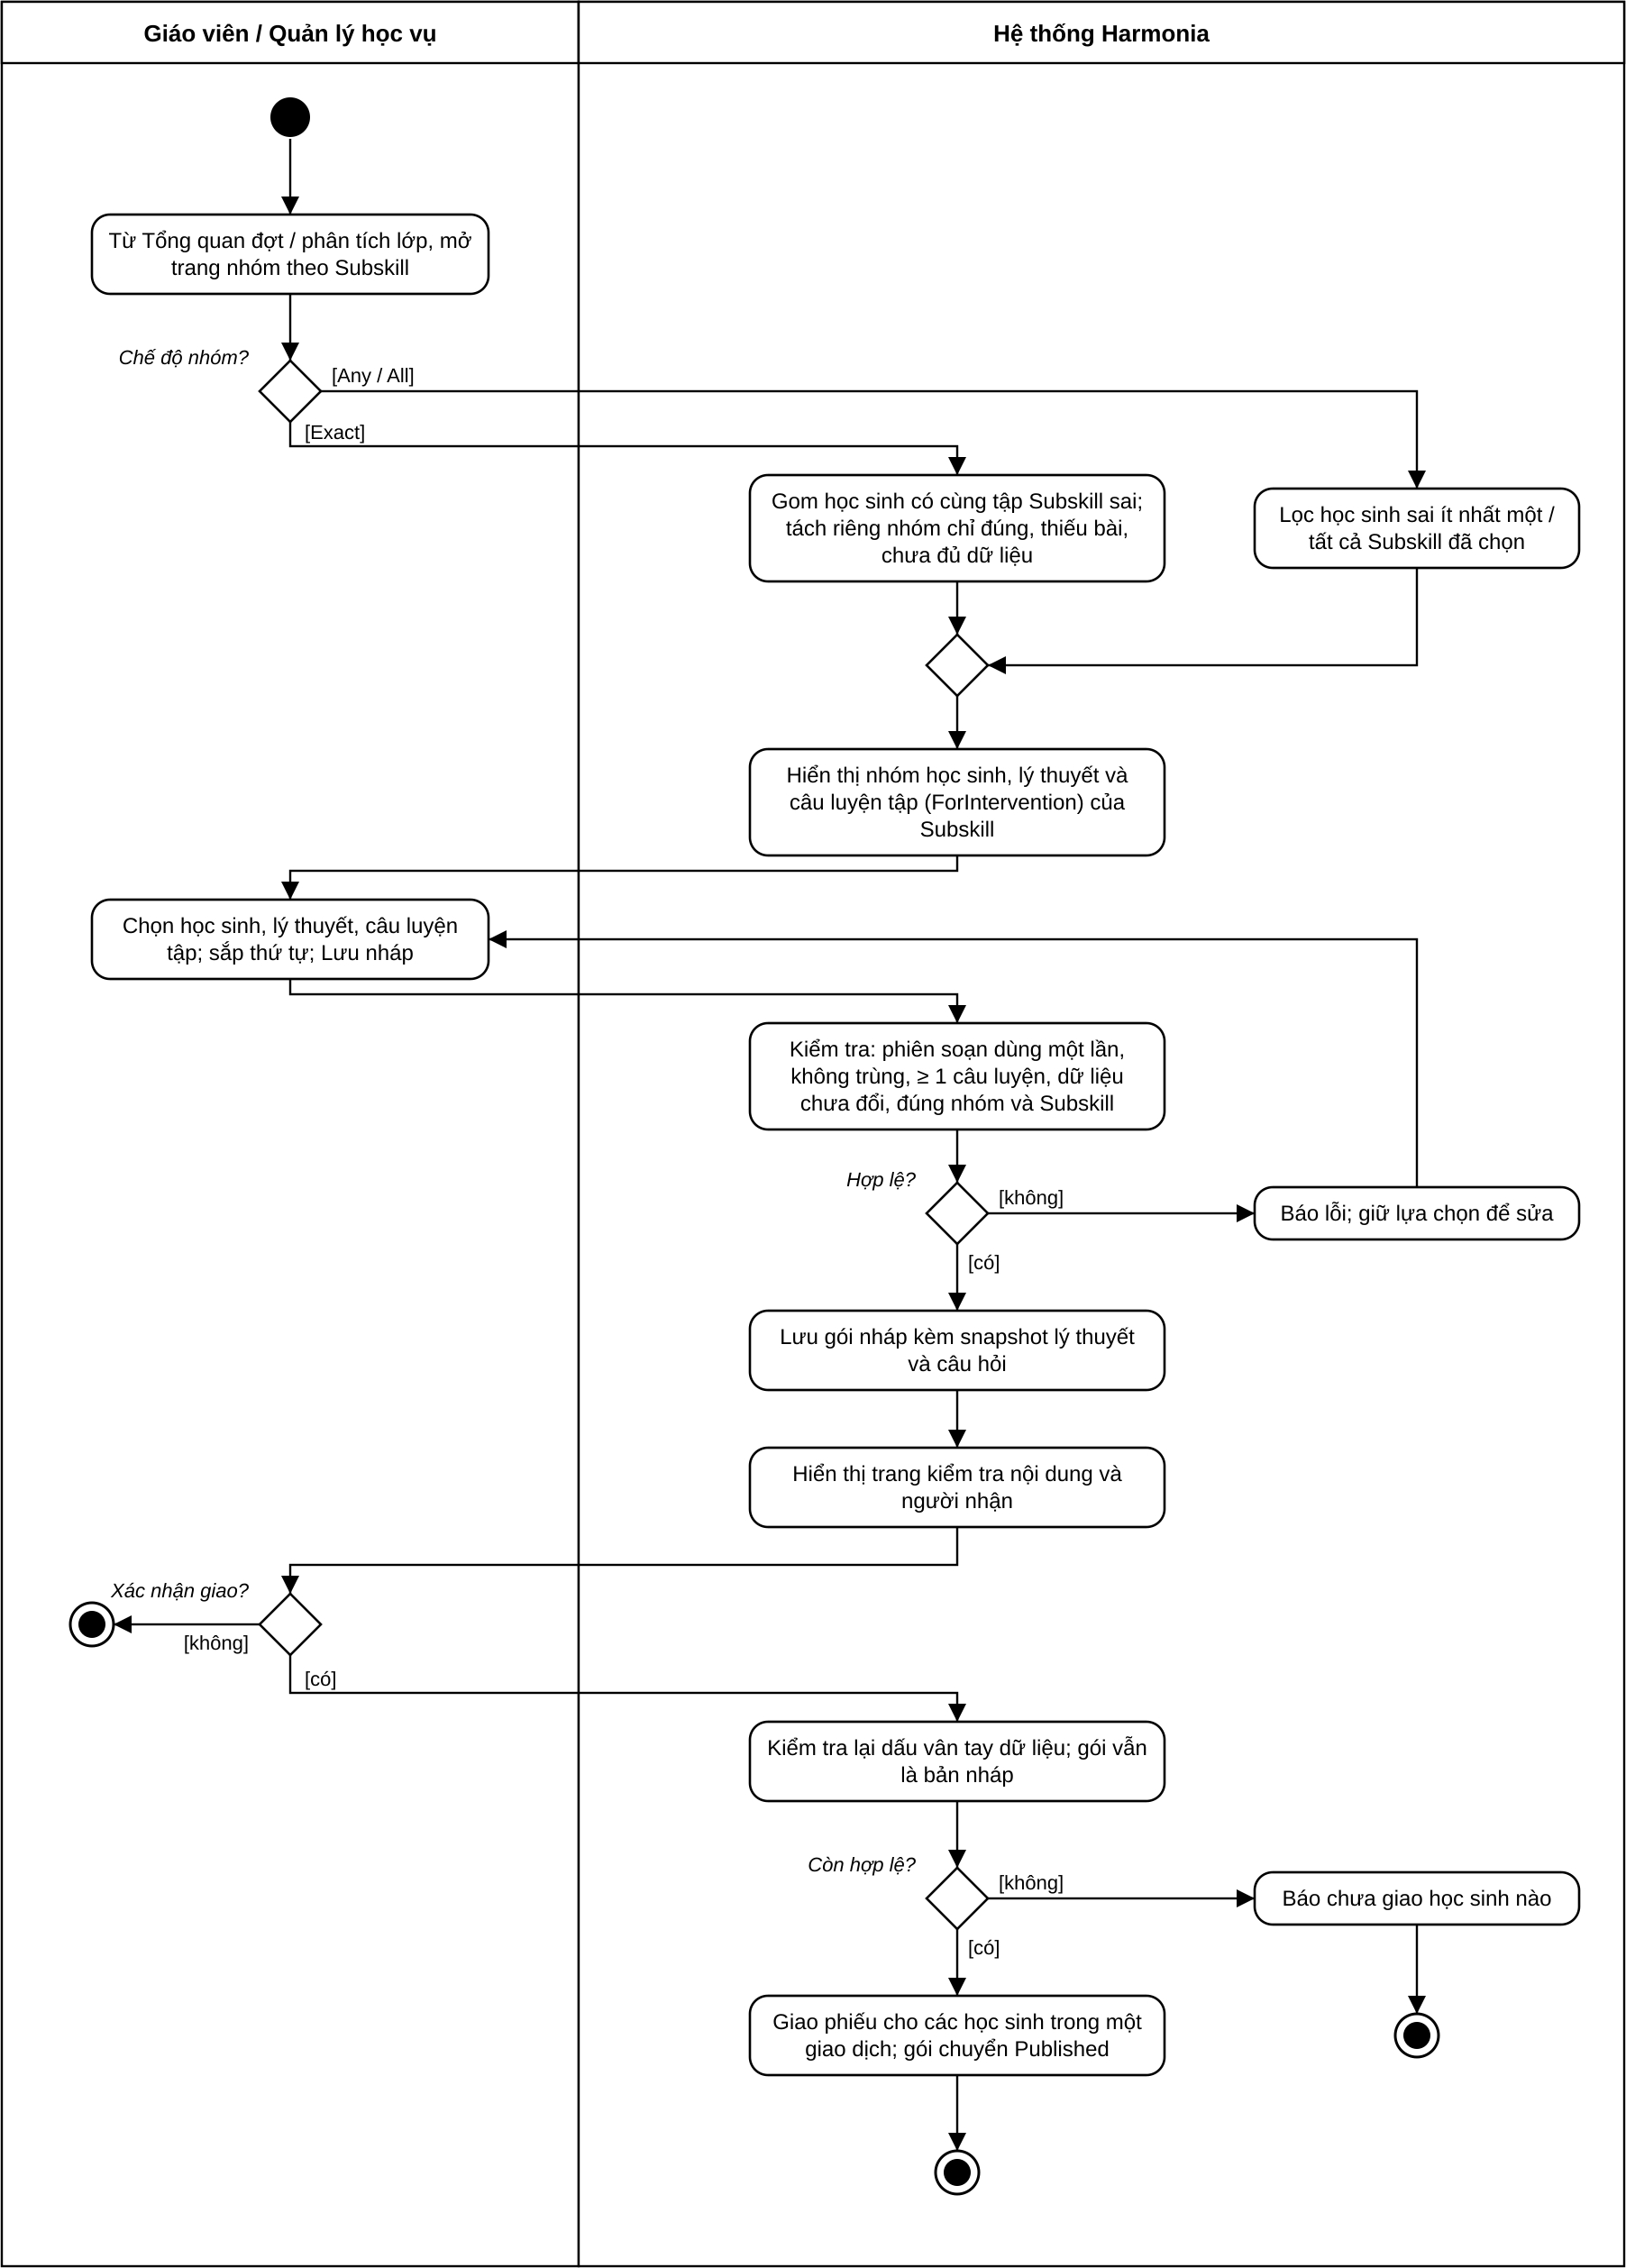 Giáo viên / Quản lý học vụ
Hệ thống Harmonia
Từ Tổng quan đợt / phân tích lớp, mở
trang nhóm theo Subskill
Chế độ nhóm?
[Any / All]
[Exact]
Gom học sinh có cùng tập Subskill sai;
tách riêng nhóm chỉ đúng, thiếu bài,
chưa đủ dữ liệu
Lọc học sinh sai ít nhất một /
tất cả Subskill đã chọn
Hiển thị nhóm học sinh, lý thuyết và
câu luyện tập (ForIntervention) của
Subskill
Chọn học sinh, lý thuyết, câu luyện
tập; sắp thứ tự; Lưu nháp
Kiểm tra: phiên soạn dùng một lần,
không trùng, ≥ 1 câu luyện, dữ liệu
chưa đổi, đúng nhóm và Subskill
Hợp lệ?
[không]
Báo lỗi; giữ lựa chọn để sửa
[có]
Lưu gói nháp kèm snapshot lý thuyết
và câu hỏi
Hiển thị trang kiểm tra nội dung và
người nhận
Xác nhận giao?
[không]
[có]
Kiểm tra lại dấu vân tay dữ liệu; gói vẫn
là bản nháp
Còn hợp lệ?
[không]
Báo chưa giao học sinh nào
[có]
Giao phiếu cho các học sinh trong một
giao dịch; gói chuyển Published